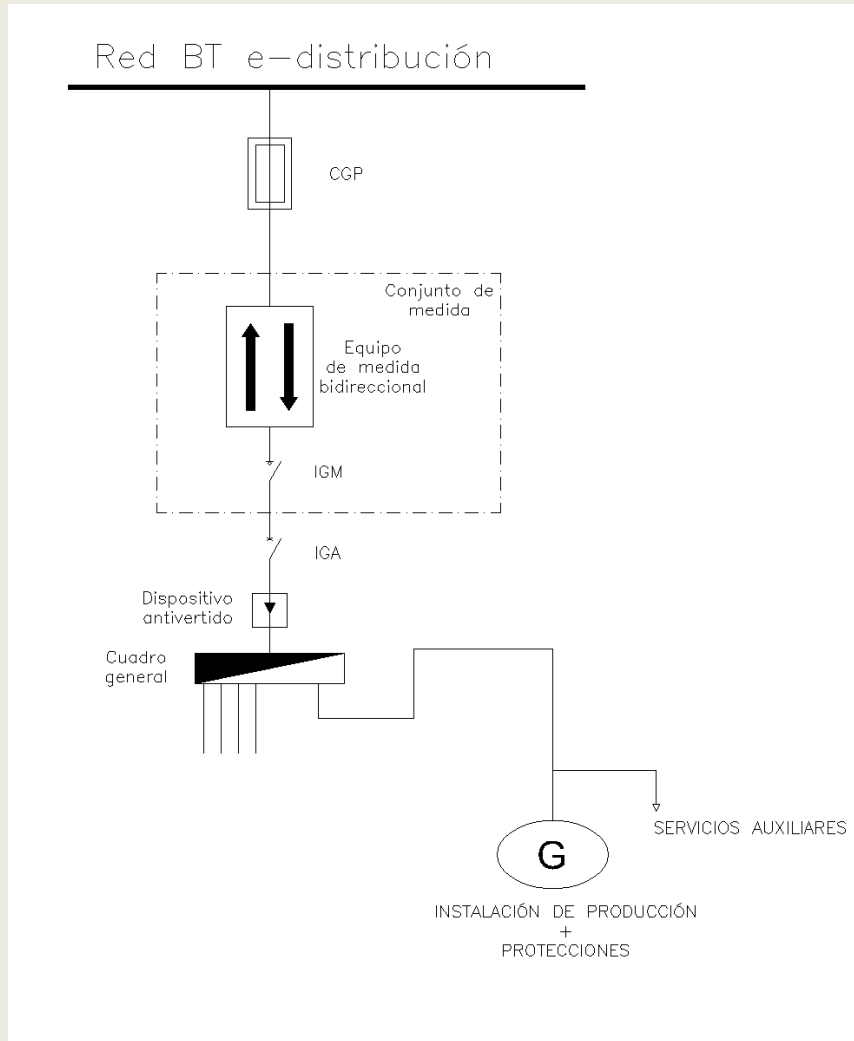 Red BT e-distribución
CGP
Conjunto de
medida
Equipo
de medida
bidireccional
IGM
IGA
Dispositivo
antivertido
Cuadro
general
SERVICIOS AUXILIARES
G
INSTALACIÓN DE PRODUCCIÓN
+
PROTECCIONES